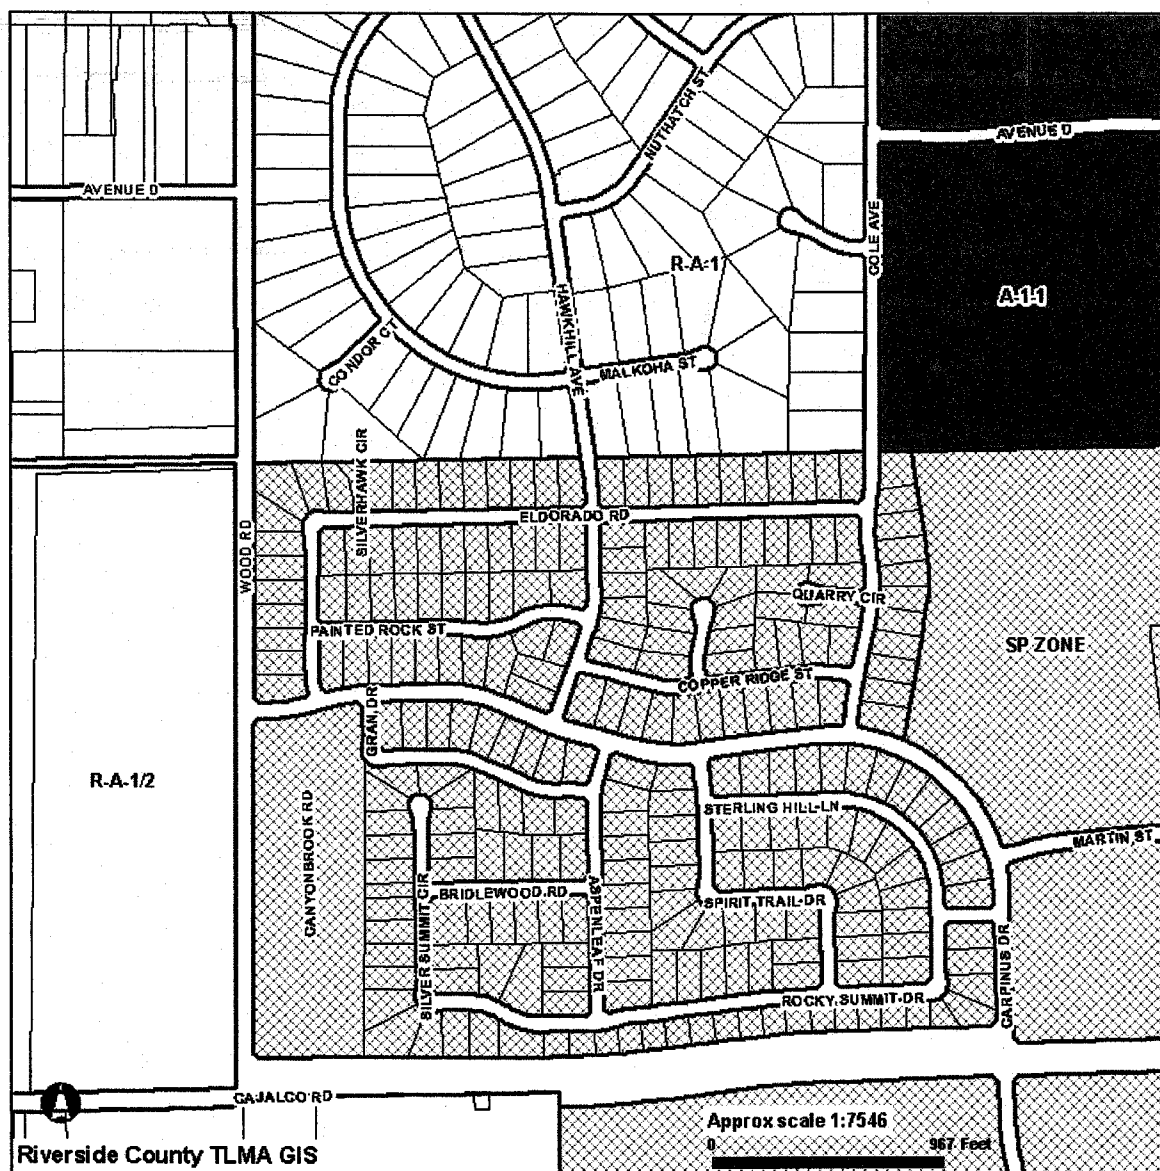 AVENUE D
NUTHATCH ST
AVENUE D
COLE AVE
R-A-1
A-1-1
HAWKHILL AVE
CONDOR CT
MALKOHA ST
SILVERHAWK CIR
WOOD RD
ELDORADO RD
QUARRY CIR
PAINTED ROCK ST
SP ZONE
COPPER RIDGE ST
GRANI DR
R-A-1/2
CANYONBROOK RD
STERLING HILL LN
MARTIN ST
SILVER SUMMIT CIR
BRIDLEWOOD RD
ASPENLEAF DR
SPIRIT TRAIL DR
CARPINUS DR
ROCKY SUMMIT DR
CAJALCO RD
Approx scale 1:7546
0 967 Feet
Riverside County TLMA GIS